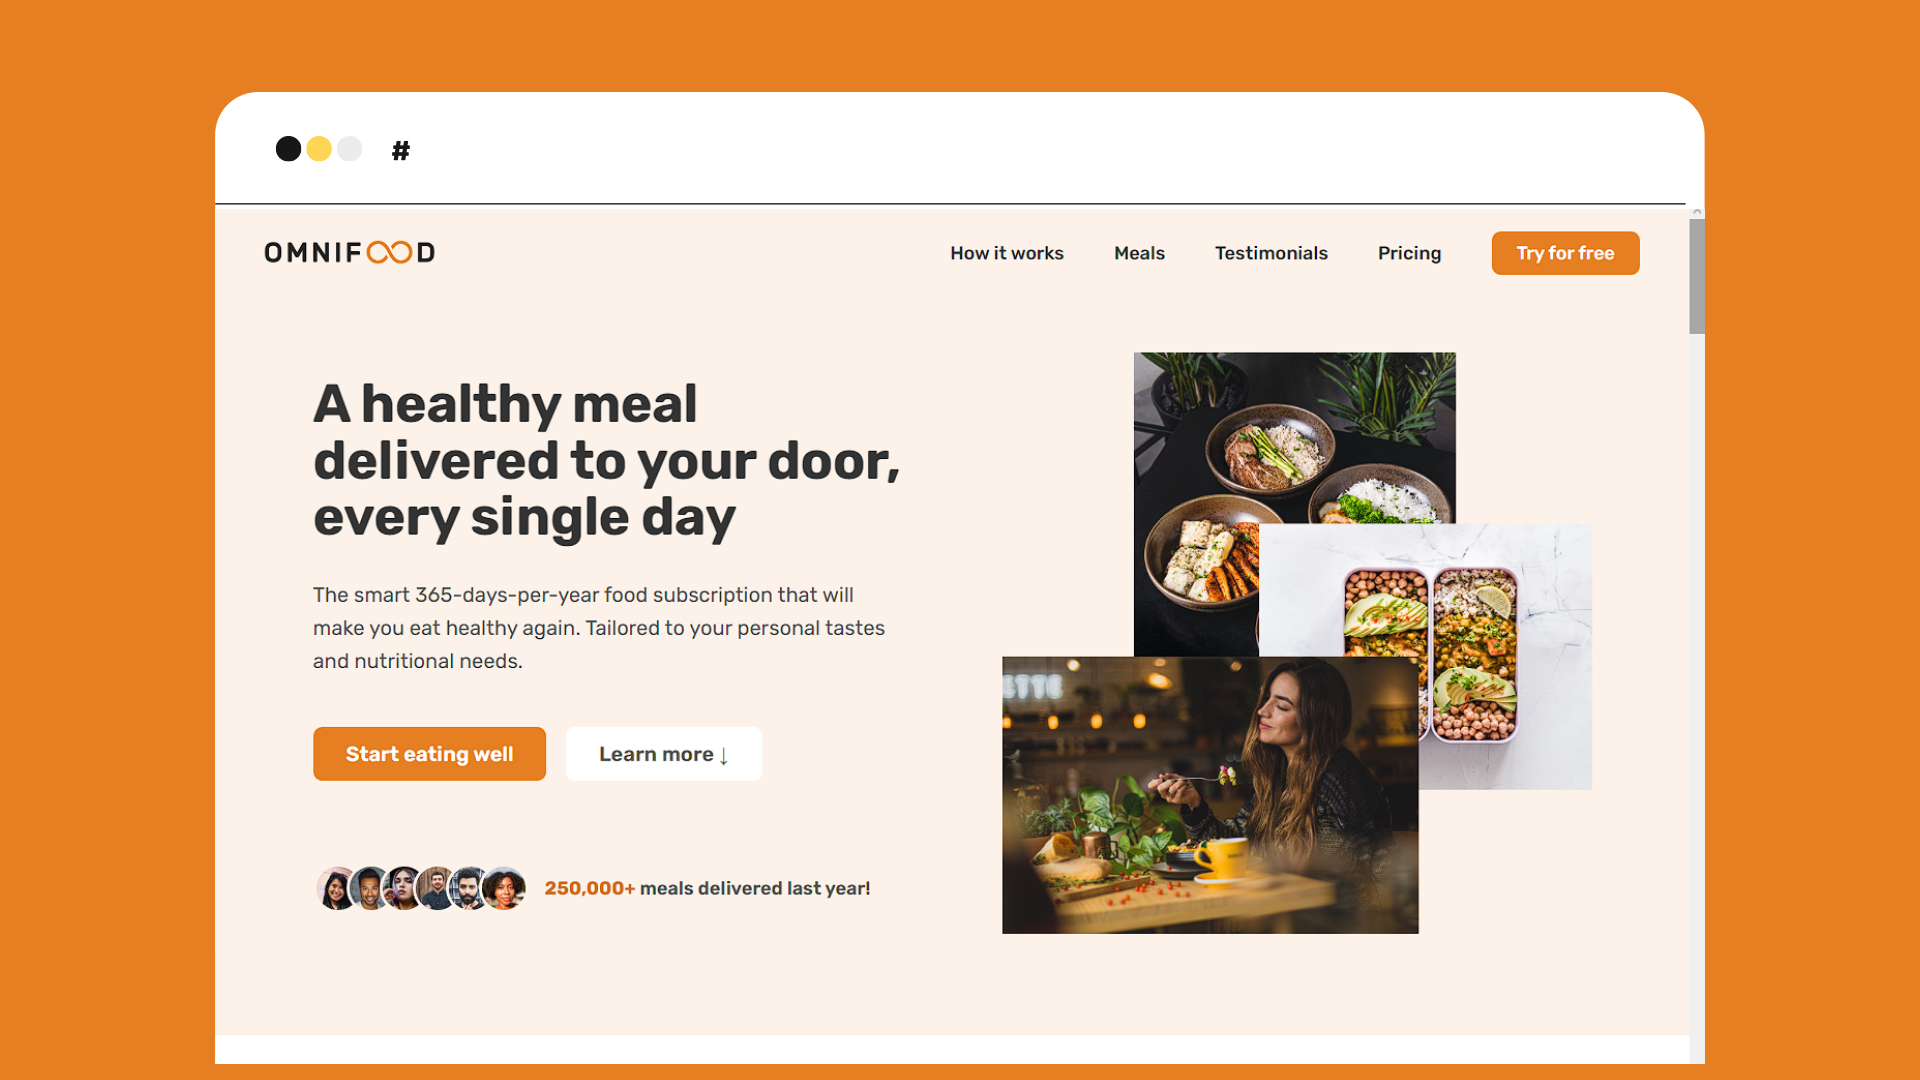 #
OMNIFOOD
How it works
Meals
Testimonials
Pricing
Try for free
A healthy meal
delivered to your door,
every single day
The smart 365-days-per-year food subscription that will
make you eat healthy again. Tailored to your personal tastes
and nutritional needs.
Start eating well
Learn more ↓
250,000+ meals delivered last year!
ETTE